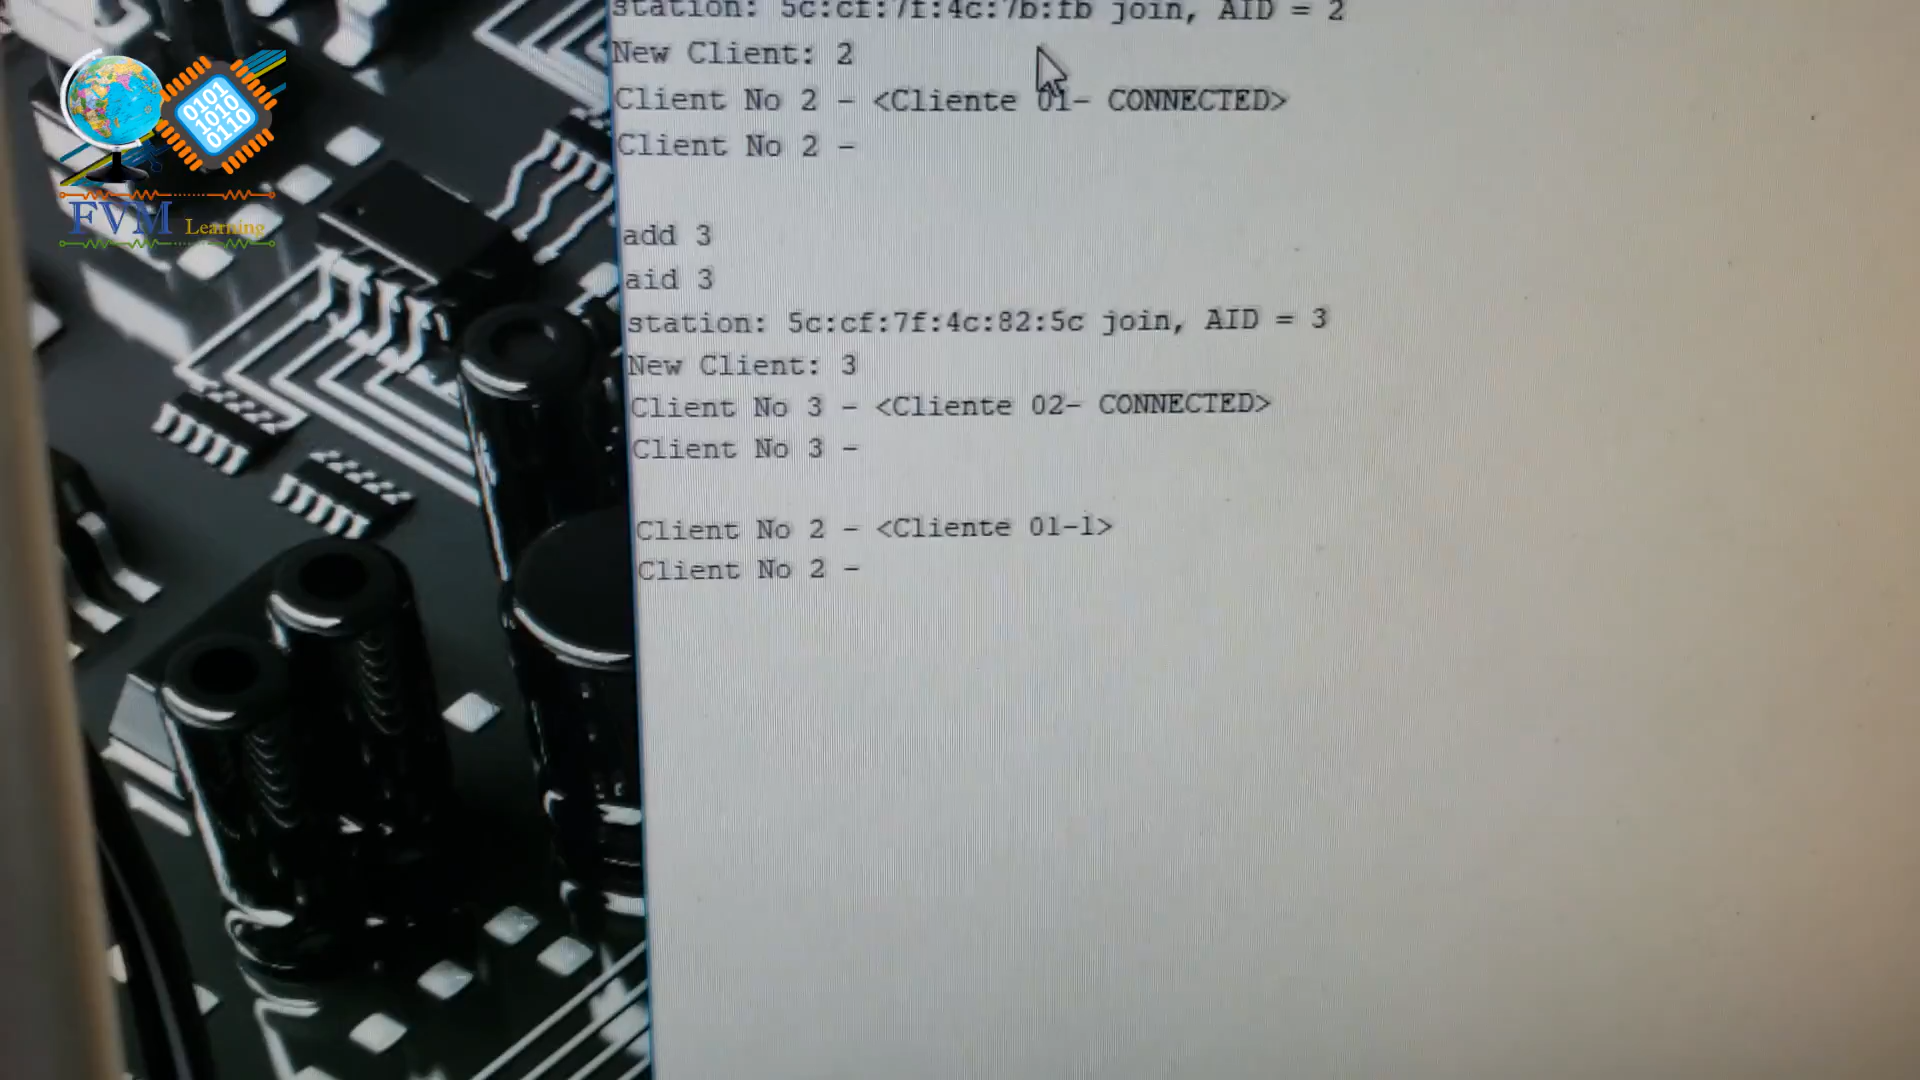 station: 5c:cf:7f:4c:7b:fb join, AID = 2
New Client: 2
Client No 2 - <Cliente 01- CONNECTED>
Client No 2 -
add 3
aid 3
station: 5c:cf:7f:4c:82:5c join, AID = 3
New Client: 3
Client No 3 - <Cliente 02- CONNECTED>
Client No 3 -
Client No 2 - <Cliente 01-1>
Client No 2 -
0101
1010
0110
FVM Learning